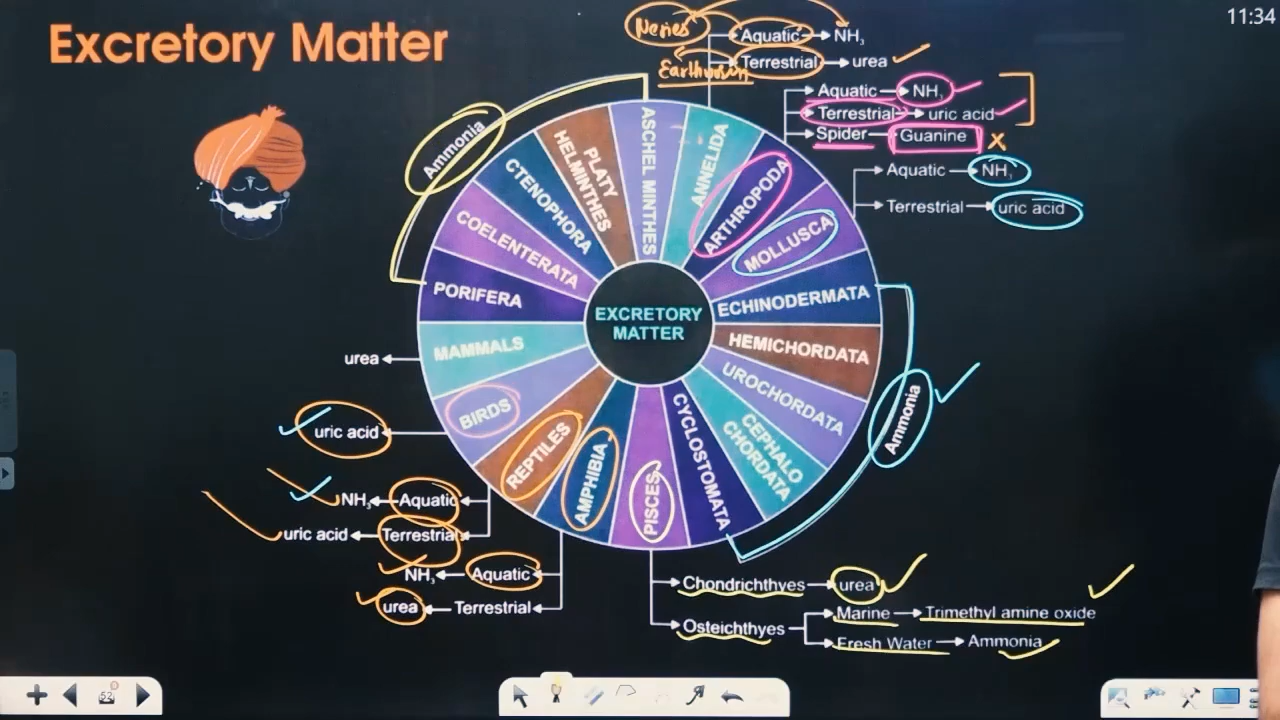 11:34
Excretory Matter
Nereis
Aquatic → NH₃
Earthworm
Terrestrial → urea
Aquatic → NH₃
Terrestrial → uric acid
Spider → Guanine
Aquatic → NH₃
Terrestrial → uric acid
Ammonia
PORIFERA
COELENTERATA
CTENOPHORA
PLATY
HELMINTHES
ASCHEL MINTHES
ANNELIDA
ARTHROPODA
MOLLUSCA
ECHINODERMATA
HEMICHORDATA
UROCHORDATA
CEPHALO
CHORDATA
CYCLOSTOMATA
PISCES
AMPHIBIA
REPTILES
BIRDS
MAMMALS
EXCRETORY
MATTER
Ammonia
urea
uric acid
NH₃ ← Aquatic
uric acid ← Terrestrial
NH₃ ← Aquatic
urea ← Terrestrial
Chondrichthyes → urea
Osteichthyes
Marine → Trimethyl amine oxide
Fresh Water → Ammonia
52